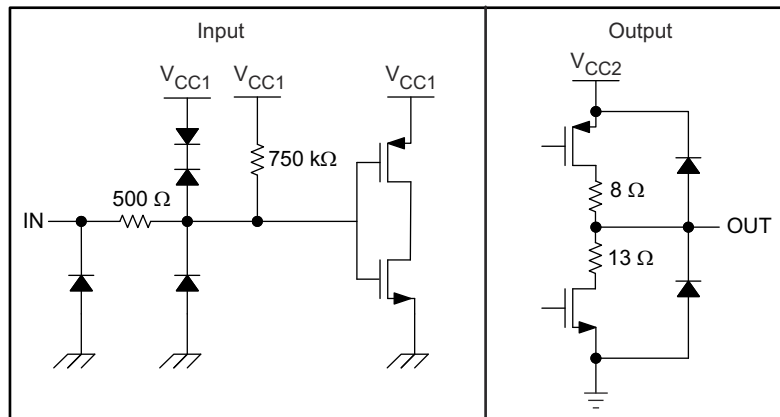 Input
Output
VCC1
VCC1
VCC1
VCC2
750 kΩ
500 Ω
8 Ω
IN
OUT
13 Ω